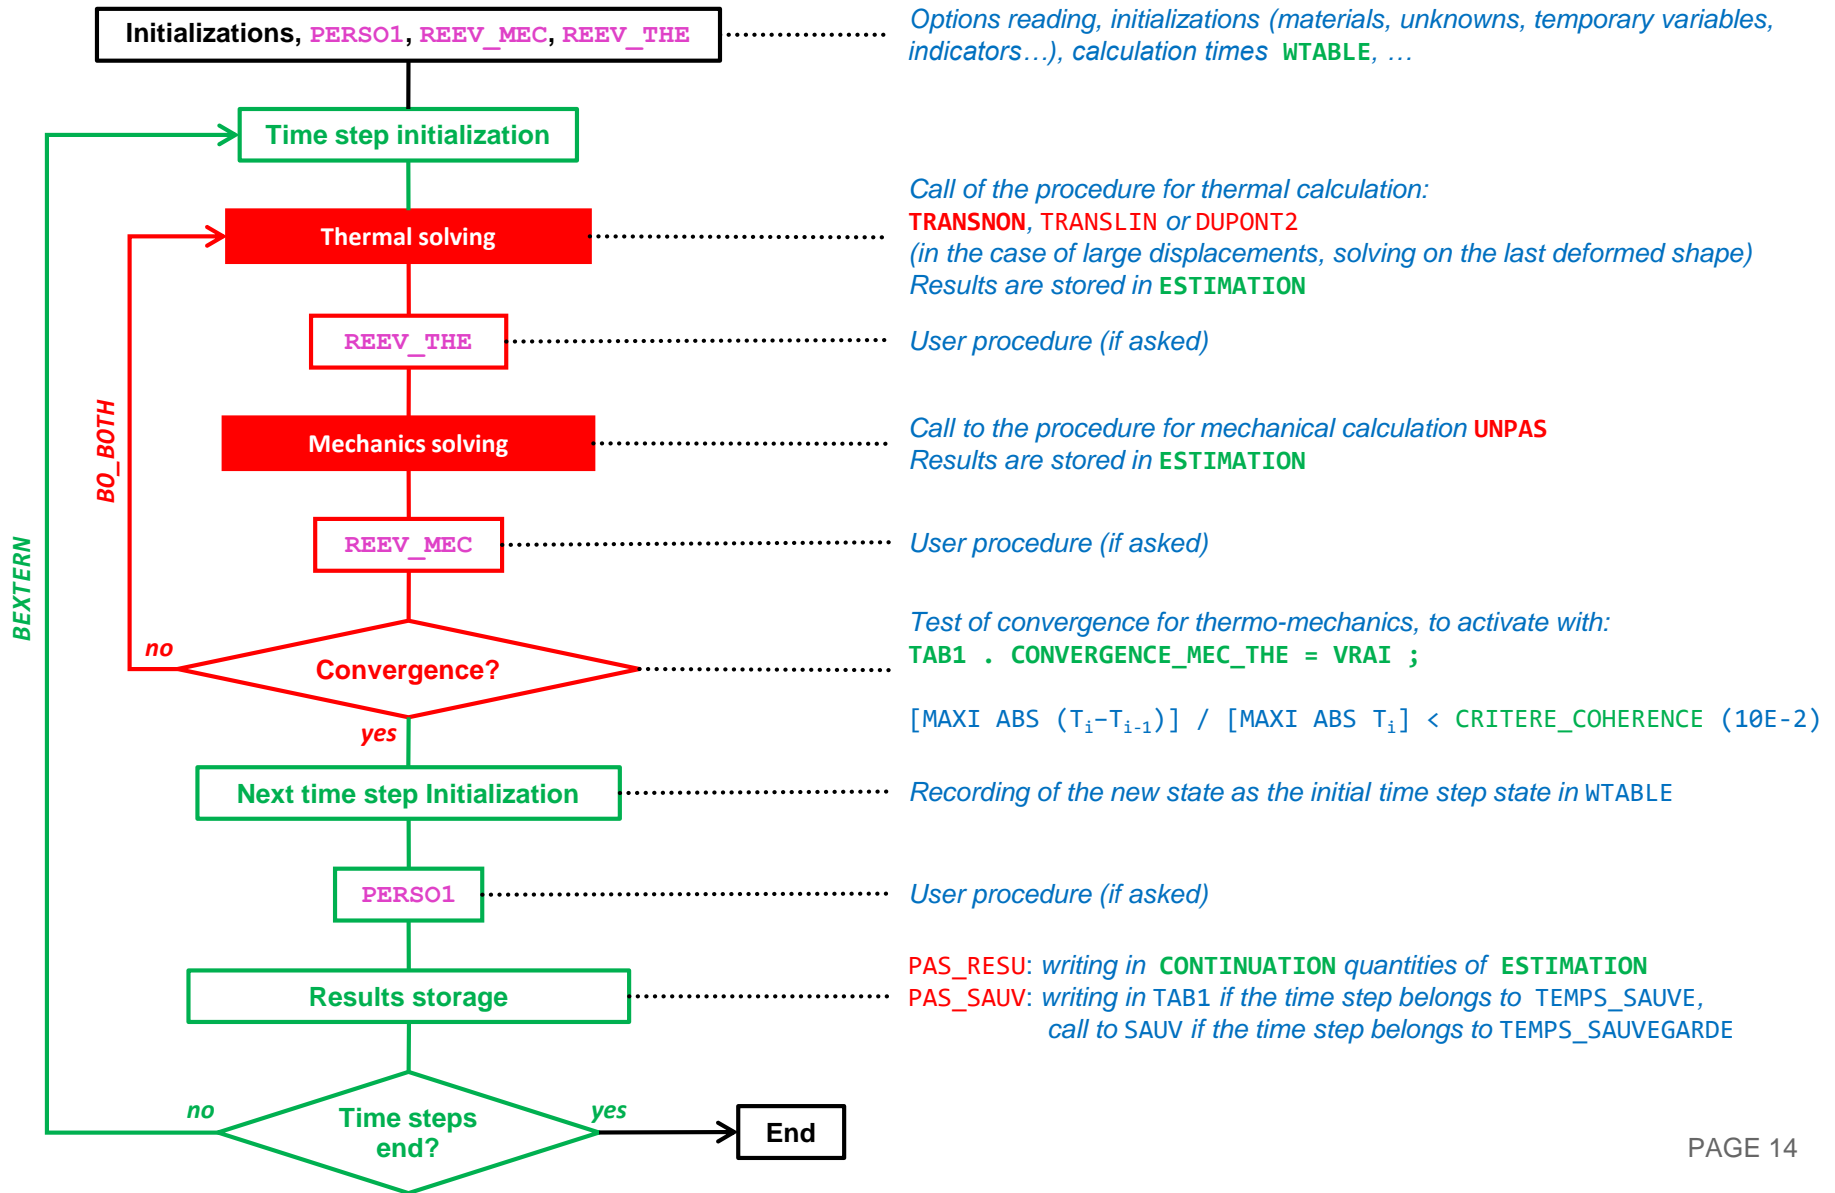 Initializations, PERSO1, REEV_MEC, REEV_THE
Options reading, initializations (materials, unknowns, temporary variables,
indicators…), calculation times WTABLE, …
Time step initialization
Call of the procedure for thermal calculation:
TRANSNON, TRANSLIN or DUPONT2
(in the case of large displacements, solving on the last deformed shape)
Results are stored in ESTIMATION
Thermal solving
REEV_THE
User procedure (if asked)
Mechanics solving
Call to the procedure for mechanical calculation UNPAS
Results are stored in ESTIMATION
BO_BOTH
REEV_MEC
User procedure (if asked)
BEXTERN
Test of convergence for thermo-mechanics, to activate with:
TAB1 . CONVERGENCE_MEC_THE = VRAI ;
no
Convergence?
[MAXI ABS (Ti–Ti-1)] / [MAXI ABS Ti] < CRITERE_COHERENCE (10E-2)
yes
Next time step Initialization
Recording of the new state as the initial time step state in WTABLE
PERSO1
User procedure (if asked)
Results storage
PAS_RESU: writing in CONTINUATION quantities of ESTIMATION
PAS_SAUV: writing in TAB1 if the time step belongs to TEMPS_SAUVE,
call to SAUV if the time step belongs to TEMPS_SAUVEGARDE
no
Time steps
end?
yes
End
PAGE 14